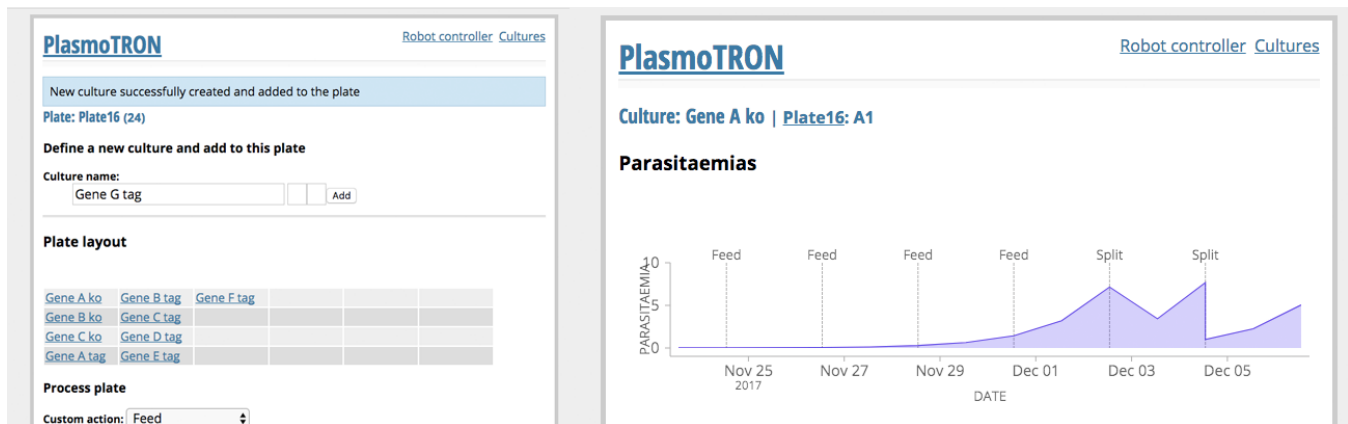 PlasmoTRON
Robot controller Cultures
New culture successfully created and added to the plate
Plate: Plate16 (24)
Define a new culture and add to this plate
Culture name:
Gene G tag
Add
Plate layout
Gene A ko Gene B tag Gene F tag
Gene B ko Gene C tag
Gene C ko Gene D tag
Gene A tag Gene E tag
Process plate
Custom action: Feed
PlasmoTRON
Robot controller Cultures
Culture: Gene A ko | Plate16: A1
Parasitaemias
Feed Feed Feed Feed Split Split
PARASITAEMIA
10
5
0
Nov 25 Nov 27 Nov 29 Dec 01 Dec 03 Dec 05
2017
DATE